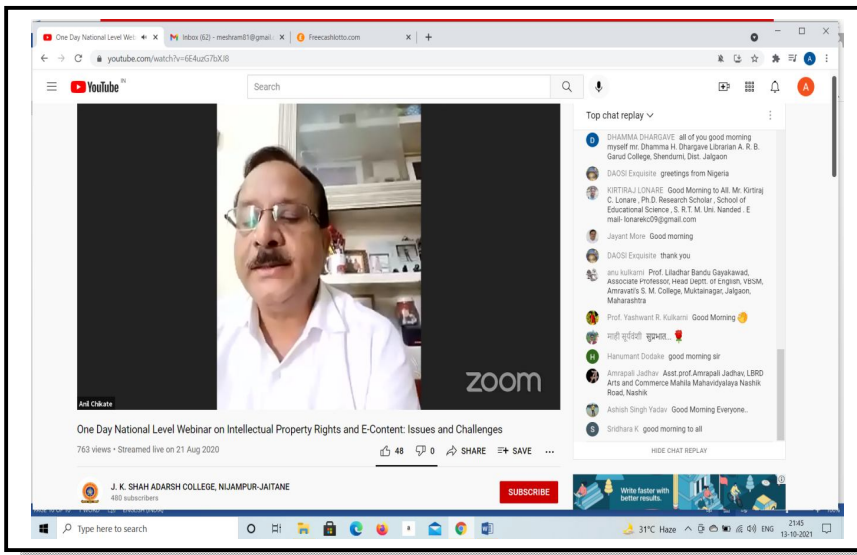 One Day National Level Web
Inbox (62) - meshram81@gmail.c
Freecashlotto.com
youtube.com/watch?v=6E4uzG7bXJ8
YouTube IN
Search
Top chat replay
DHAMMA DHARGAVE all of you good morning
myself mr. Dhamma H. Dhargave Librarian A. R. B.
Garud College, Shendurni, Dist. Jalgaon
DAOSI Exquisite greetings from Nigeria
KIRTIRAJ LONARE Good Morning to All. Mr. Kirtiraj
C. Lonare , Ph.D. Research Scholar , School of
Educational Science , S. R.T. M. Uni. Nanded . E
mail- lonarekc09@gmail.com
Jayant More Good morning
DAOSI Exquisite thank you
anu kulkarni Prof. Liladhar Bandu Gayakawad,
Associate Professor, Head Deptt. of English, VBSM,
Amravati's S. M. College, Muktainagar, Jalgaon,
Maharashtra
Prof. Yashwant R. Kulkarni Good Morning
माही सूर्यवंशी सुप्रभात...
Hanumant Dodake good morning sir
Amrapali Jadhav Asst.prof.Amrapali Jadhav, LBRD
Arts and Commerce Mahila Mahavidyalaya Nashik
Road, Nashik
Ashish Singh Yadav Good Morning Everyone..
Sridhara K good morning to all
HIDE CHAT REPLAY
zoom
Anil Chikate
One Day National Level Webinar on Intellectual Property Rights and E-Content: Issues and Challenges
763 views • Streamed live on 21 Aug 2020
48 0 SHARE SAVE
J. K. SHAH ADARSH COLLEGE, NIJAMPUR-JAITANE
480 subscribers
SUBSCRIBE
Write faster with
better results.
Type here to search
31°C Haze ENG
21:45
13-10-2021